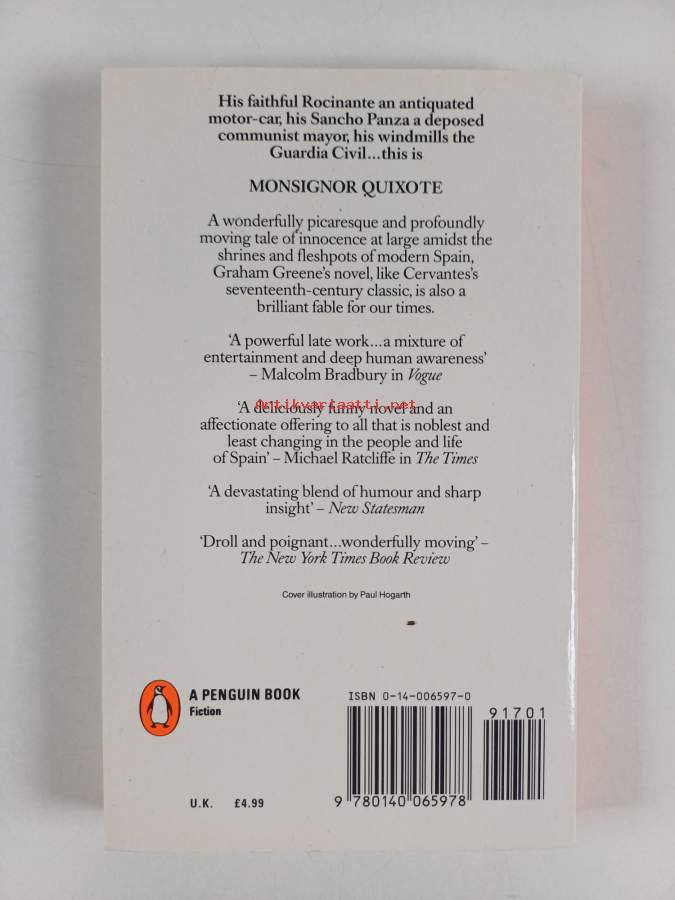 His faithful Rocinante an antiquated
motor-car, his Sancho Panza a deposed
communist mayor, his windmills the
Guardia Civil...this is
MONSIGNOR QUIXOTE
A wonderfully picaresque and profoundly
moving tale of innocence at large amidst the
shrines and fleshpots of modern Spain,
Graham Greene's novel, like Cervantes's
seventeenth-century classic, is also a
brilliant fable for our times.
'A powerful late work...a mixture of
entertainment and deep human awareness'
– Malcolm Bradbury in Vogue
Antikvariaatti.net
'A deliciously funny novel and an
affectionate offering to all that is noblest and
least changing in the people and life
of Spain' – Michael Ratcliffe in The Times
'A devastating blend of humour and sharp
insight' – New Statesman
'Droll and poignant...wonderfully moving' –
The New York Times Book Review
Cover illustration by Paul Hogarth
A PENGUIN BOOK
Fiction
U.K. £4.99
ISBN 0-14-006597-0
91701
9 780140 065978